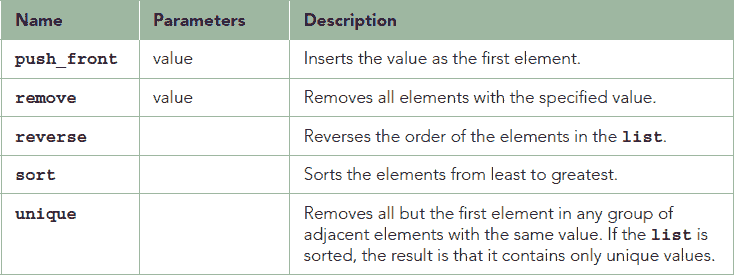 Name Parameters Description
push_front value Inserts the value as the first element.
remove value Removes all elements with the specified value.
reverse Reverses the order of the elements in the list.
sort Sorts the elements from least to greatest.
unique Removes all but the first element in any group of
adjacent elements with the same value. If the list is
sorted, the result is that it contains only unique values.